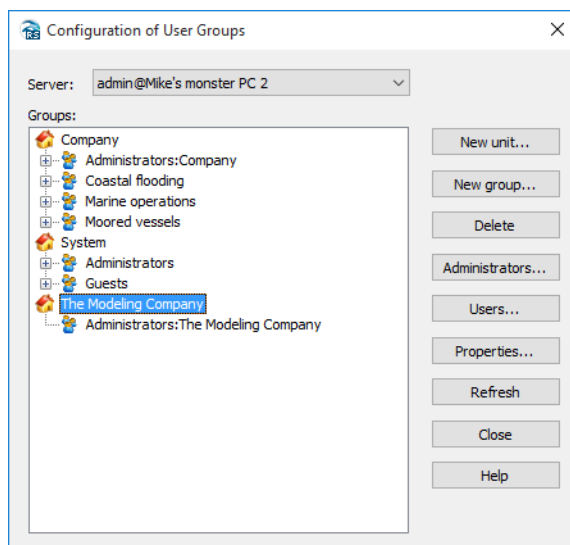 Configuration of User Groups
Server: admin@Mike's monster PC 2
Groups:
Company
Administrators:Company
Coastal flooding
Marine operations
Moored vessels
System
Administrators
Guests
The Modeling Company
Administrators:The Modeling Company
New unit...
New group...
Delete
Administrators...
Users...
Properties...
Refresh
Close
Help